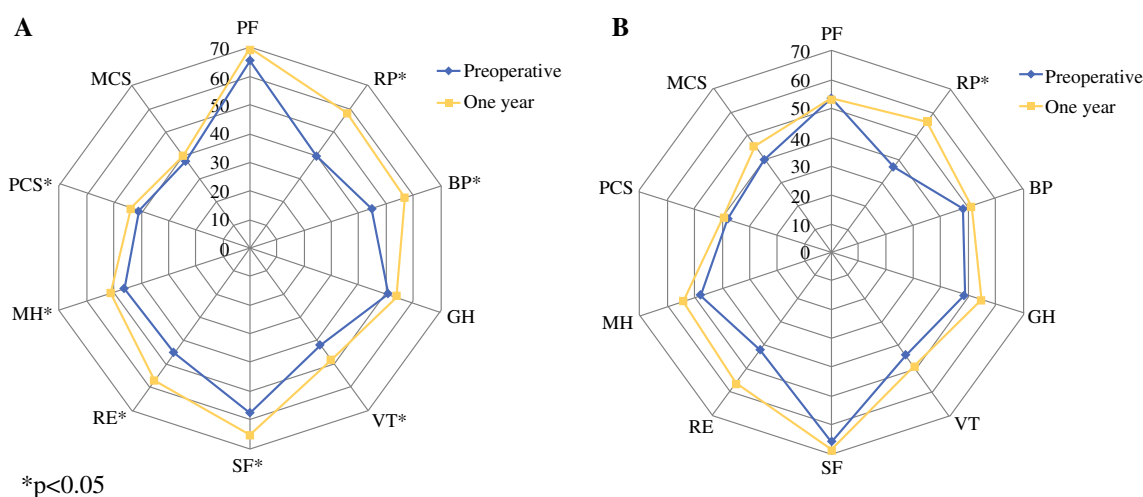 A
PF
RP*
BP*
GH
VT*
SF*
RE*
MH*
PCS*
MCS
70
60
50
40
30
20
10
0
Preoperative
One year
B
PF
RP*
BP
GH
VT
SF
RE
MH
PCS
MCS
70
60
50
40
30
20
10
0
Preoperative
One year
*p<0.05